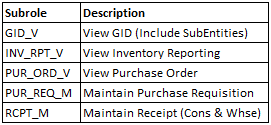 Subrole Description
GID_V View GID (Include SubEntities)
INV_RPT_V View Inventory Reporting
PUR_ORD_V View Purchase Order
PUR_REQ_M Maintain Purchase Requisition
RCPT_M Maintain Receipt (Cons & Whse)